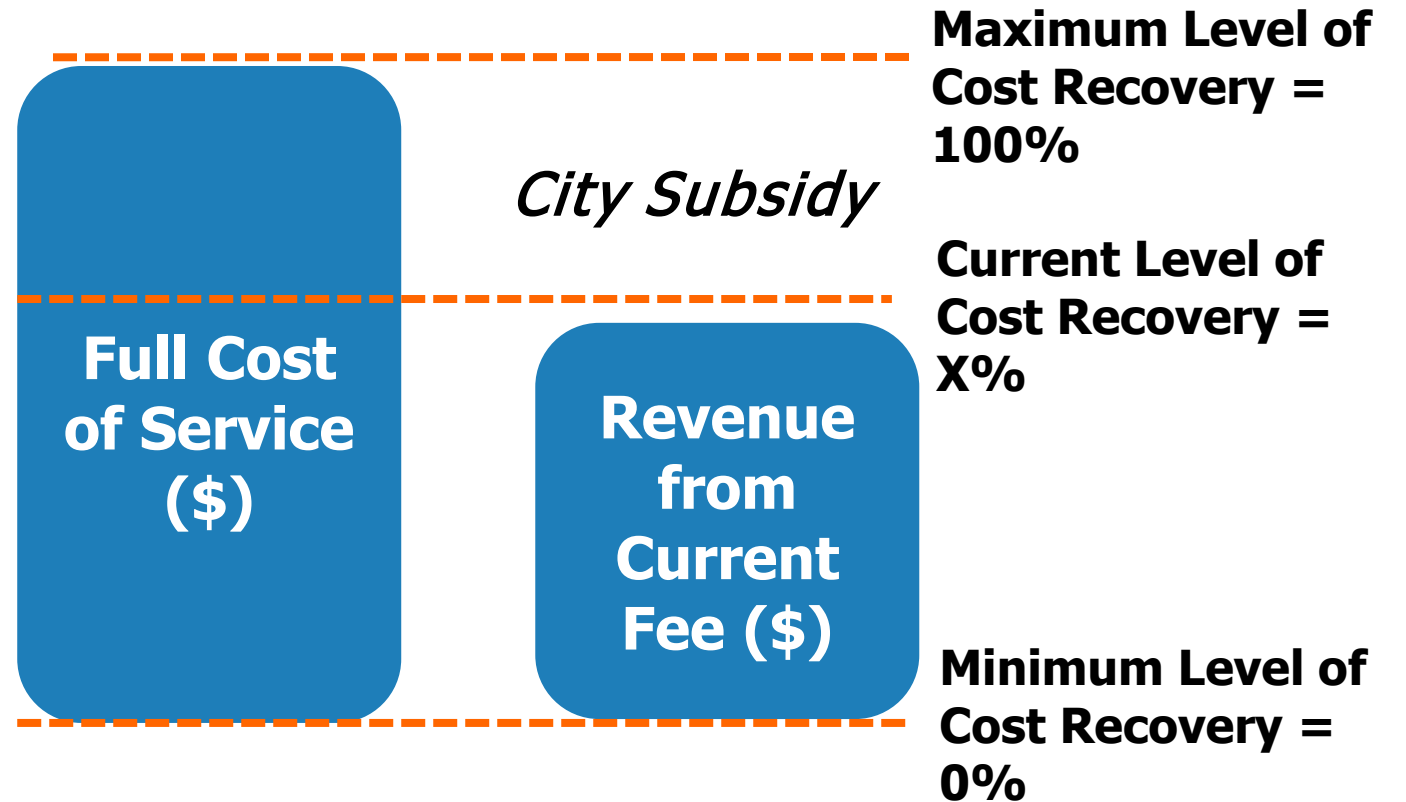 Maximum Level of
Cost Recovery =
100%
City Subsidy
Current Level of
Cost Recovery =
X%
Full Cost
of Service
($)
Revenue
from
Current
Fee ($)
Minimum Level of
Cost Recovery =
0%